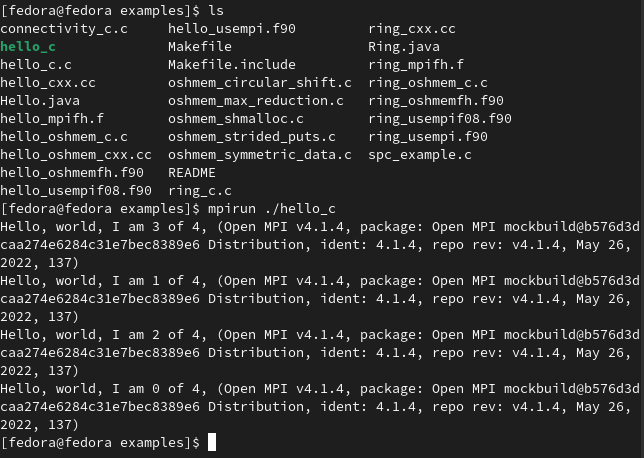 [fedora@fedora examples]$ ls
connectivity_c.c     hello_usempi.f90         ring_cxx.cc
hello_c              Makefile                 Ring.java
hello_c.c            Makefile.include         ring_mpifh.f
hello_cxx.cc         oshmem_circular_shift.c  ring_oshmem_c.c
Hello.java           oshmem_max_reduction.c   ring_oshmemfh.f90
hello_mpifh.f        oshmem_shmalloc.c        ring_usempif08.f90
hello_oshmem_c.c     oshmem_strided_puts.c    ring_usempi.f90
hello_oshmem_cxx.cc  oshmem_symmetric_data.c  spc_example.c
hello_oshmemfh.f90   README
hello_usempif08.f90  ring_c.c
[fedora@fedora examples]$ mpirun ./hello_c
Hello, world, I am 3 of 4, (Open MPI v4.1.4, package: Open MPI mockbuild@b576d3d
caa274e6284c31e7bec8389e6 Distribution, ident: 4.1.4, repo rev: v4.1.4, May 26,
2022, 137)
Hello, world, I am 1 of 4, (Open MPI v4.1.4, package: Open MPI mockbuild@b576d3d
caa274e6284c31e7bec8389e6 Distribution, ident: 4.1.4, repo rev: v4.1.4, May 26,
2022, 137)
Hello, world, I am 2 of 4, (Open MPI v4.1.4, package: Open MPI mockbuild@b576d3d
caa274e6284c31e7bec8389e6 Distribution, ident: 4.1.4, repo rev: v4.1.4, May 26,
2022, 137)
Hello, world, I am 0 of 4, (Open MPI v4.1.4, package: Open MPI mockbuild@b576d3d
caa274e6284c31e7bec8389e6 Distribution, ident: 4.1.4, repo rev: v4.1.4, May 26,
2022, 137)
[fedora@fedora examples]$